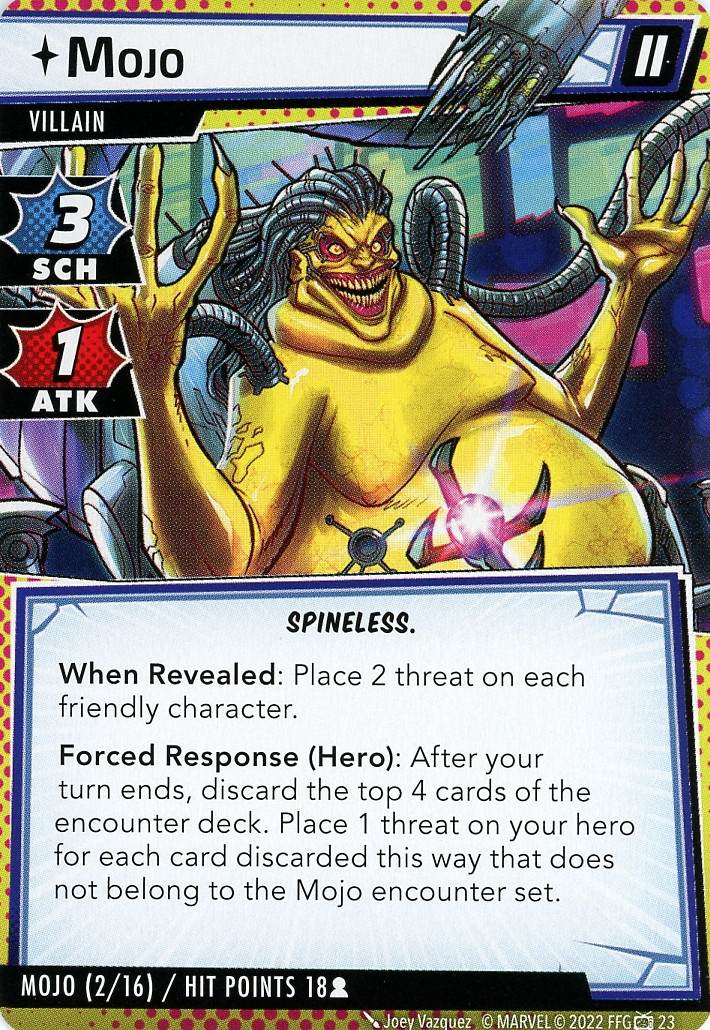 Mojo
II
VILLAIN
3
SCH
1
ATK
SPINELESS.
When Revealed: Place 2 threat on each
friendly character.
Forced Response (Hero): After your
turn ends, discard the top 4 cards of the
encounter deck. Place 1 threat on your hero
for each card discarded this way that does
not belong to the Mojo encounter set.
MOJO (2/16) / HIT POINTS 18
Joey Vazquez © MARVEL © 2022 FFG 23